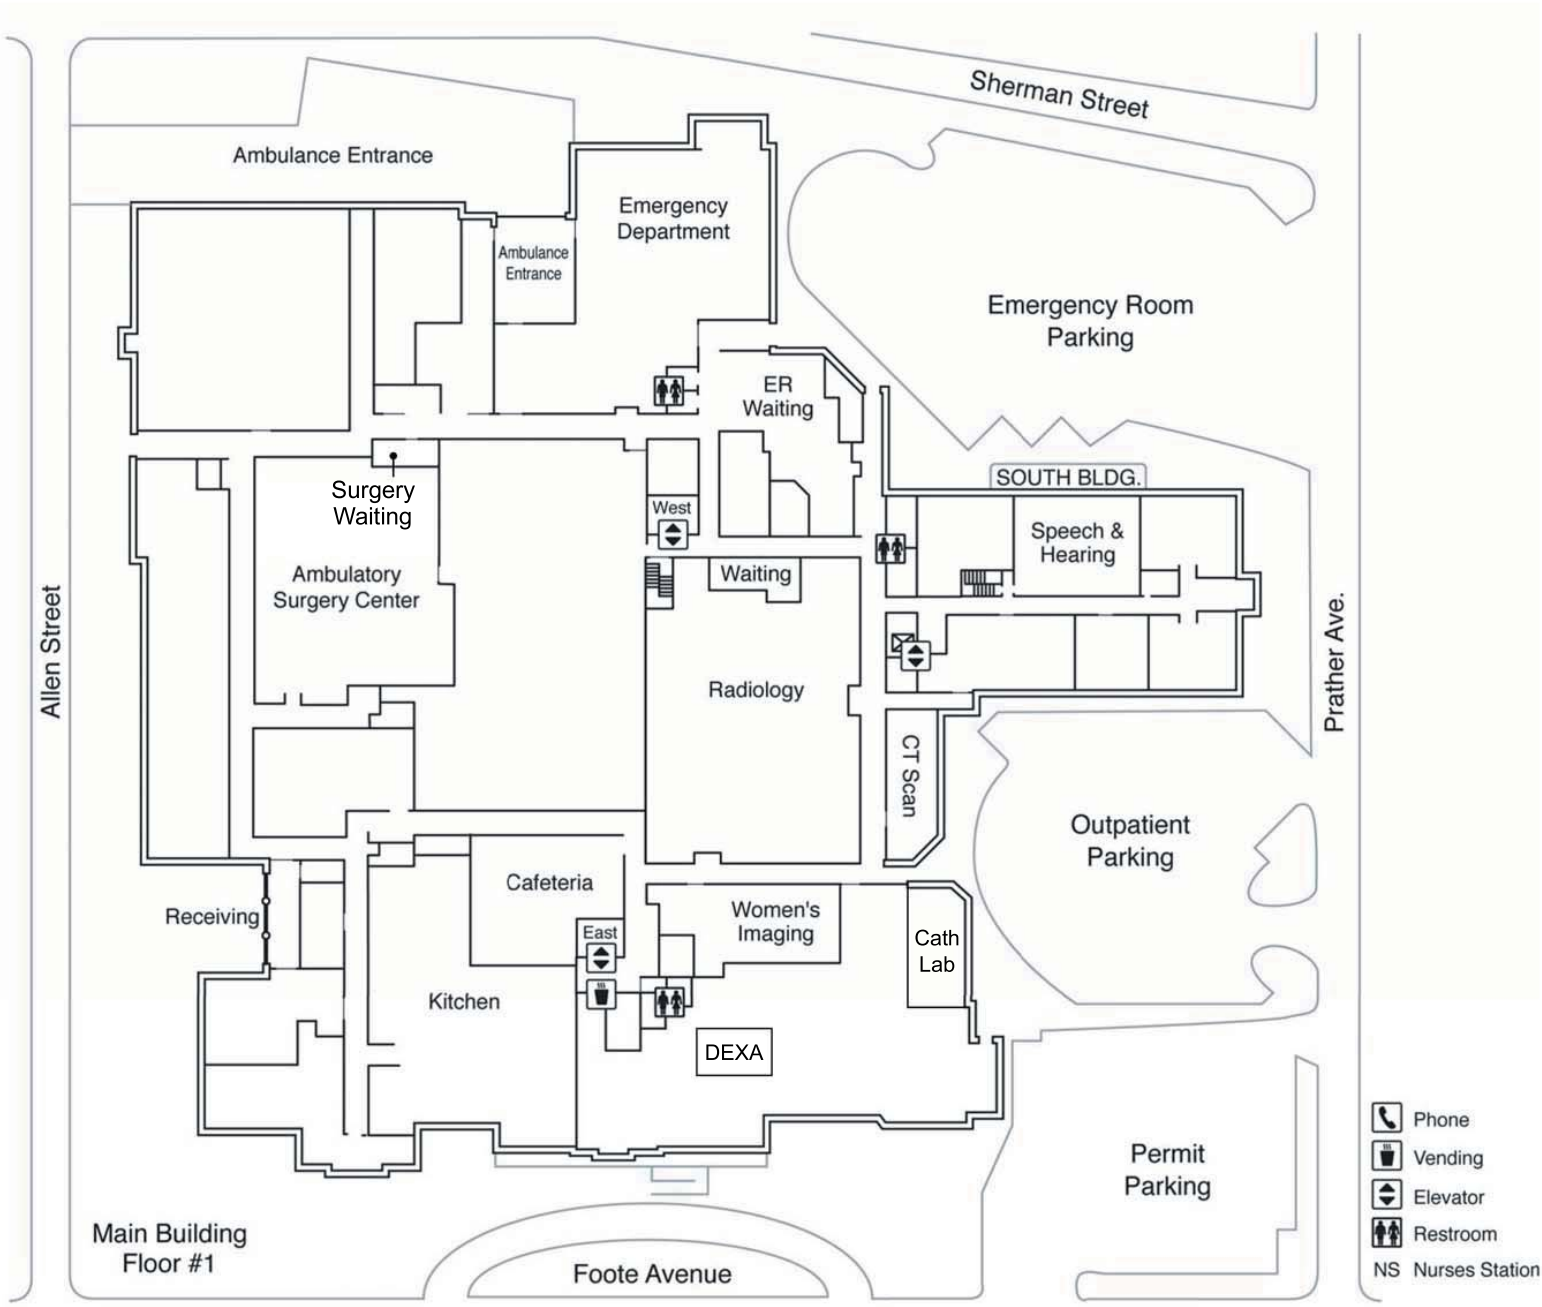 Sherman Street
Ambulance Entrance
Emergency
Department
Ambulance
Entrance
Emergency Room
Parking
ER
Waiting
SOUTH BLDG.
Surgery
Waiting
West
Speech &
Hearing
Waiting
Ambulatory
Surgery Center
Allen Street
Prather Ave.
Radiology
CT Scan
Outpatient
Parking
Cafeteria
Receiving
East
Women's
Imaging
Cath
Lab
Kitchen
DEXA
Permit
Parking
Phone
Vending
Elevator
Restroom
NS Nurses Station
Main Building
Floor #1
Foote Avenue